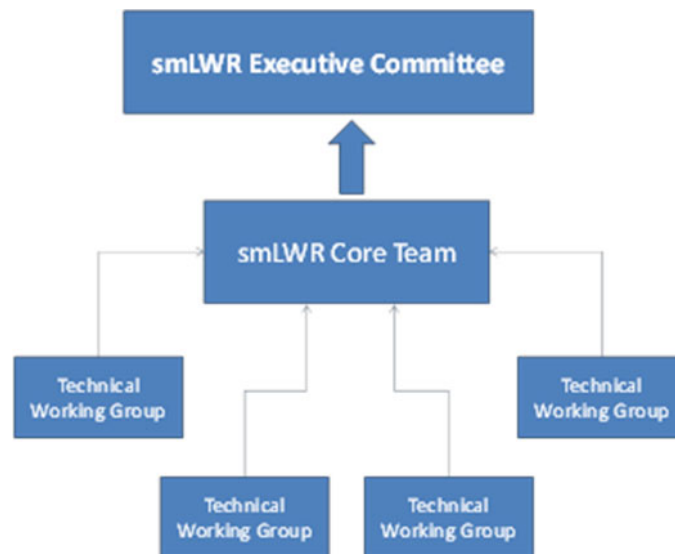 smLWR Executive Committee
smLWR Core Team
Technical
Working Group
Technical
Working Group
Technical
Working Group
Technical
Working Group